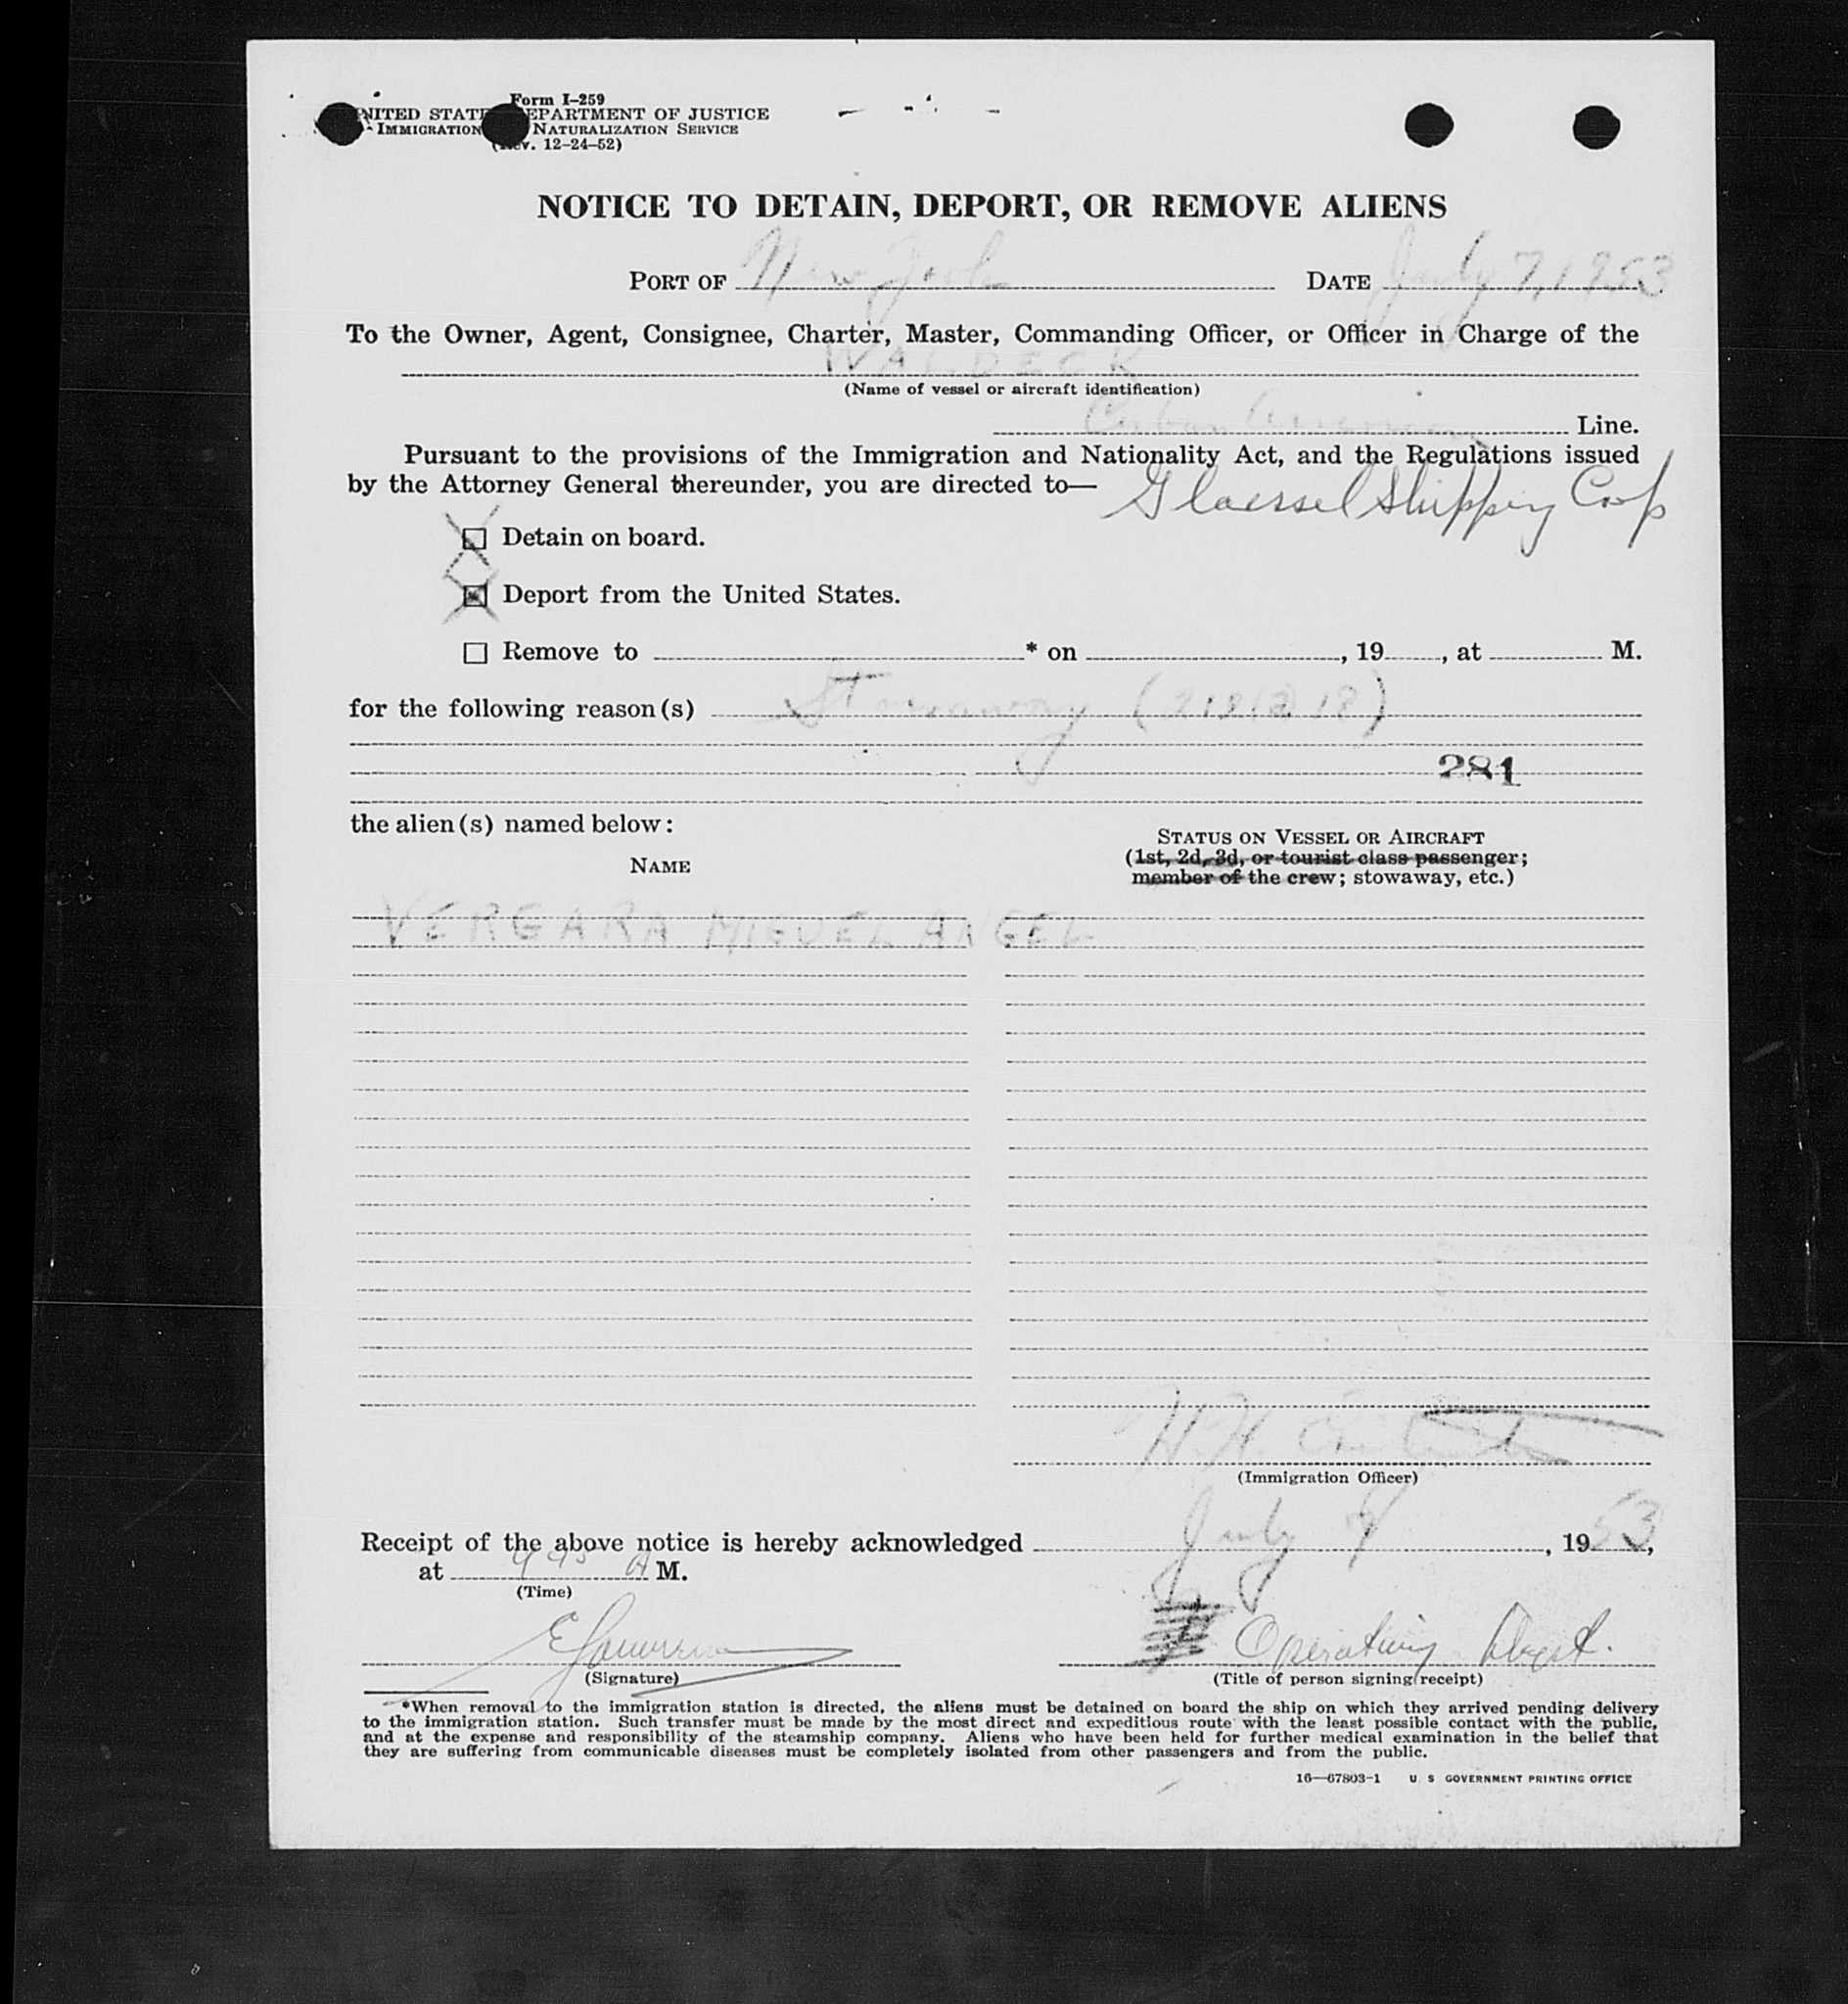 Form I-259
UNITED STATES DEPARTMENT OF JUSTICE
IMMIGRATION NATURALIZATION SERVICE
(Rev. 12-24-52)
NOTICE TO DETAIN, DEPORT, OR REMOVE ALIENS
PORT OF New York DATE July 7, 1953
To the Owner, Agent, Consignee, Charter, Master, Commanding Officer, or Officer in Charge of the
WALDECK
(Name of vessel or aircraft identification)
Cuban American Line.
Pursuant to the provisions of the Immigration and Nationality Act, and the Regulations issued
by the Attorney General thereunder, you are directed to— Glaessel Shipping Corp
Detain on board.
Deport from the United States.
Remove to * on , 19 , at M.
for the following reason(s) Stowaway
281
the alien(s) named below:
STATUS ON VESSEL OR AIRCRAFT
NAME
(1st, 2d, 3d, or tourist class passenger;
member of the crew; stowaway, etc.)
VERGARA MIGUEL ANGEL
H. H.
(Immigration Officer)
Receipt of the above notice is hereby acknowledged July 7, 1953,
at A M.
(Time)
Operating Dept.
(Signature) (Title of person signing receipt)
*When removal to the immigration station is directed, the aliens must be detained on board the ship on which they arrived pending delivery
to the immigration station. Such transfer must be made by the most direct and expeditious route with the least possible contact with the public,
and at the expense and responsibility of the steamship company. Aliens who have been held for further medical examination in the belief that
they are suffering from communicable diseases must be completely isolated from other passengers and from the public.
16—67803-1 U S GOVERNMENT PRINTING OFFICE